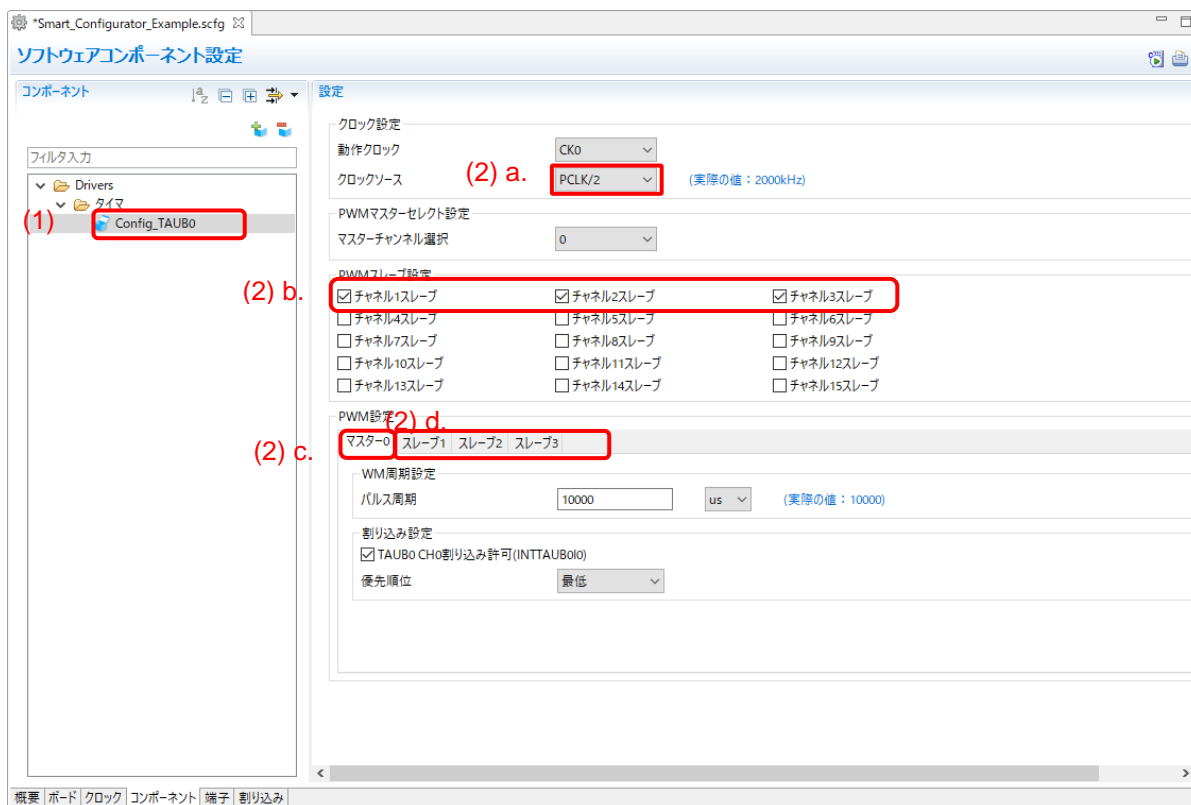 *Smart_Configurator_Example.scfg
ソフトウェアコンポーネント設定
コンポーネント
設定
フィルタ入力
Drivers
タイマ
(1)
Config_TAUB0
クロック設定
動作クロック CK0
クロックソース (2) a. PCLK/2 (実際の値：2000kHz)
PWMマスターセレクト設定
マスターチャンネル選択 0
PWMスレーブ設定
(2) b.
チャネル1スレーブ チャネル2スレーブ チャネル3スレーブ
チャネル4スレーブ チャネル5スレーブ チャネル6スレーブ
チャネル7スレーブ チャネル8スレーブ チャネル9スレーブ
チャネル10スレーブ チャネル11スレーブ チャネル12スレーブ
チャネル13スレーブ チャネル14スレーブ チャネル15スレーブ
PWM設定
(2) d.
(2) c.
マスター0 スレーブ1 スレーブ2 スレーブ3
WM周期設定
パルス周期 10000 us (実際の値：10000)
割り込み設定
TAUB0 CH0割り込み許可(INTTAUB0I0)
優先順位 最低
概要 ボード クロック コンポーネント 端子 割り込み